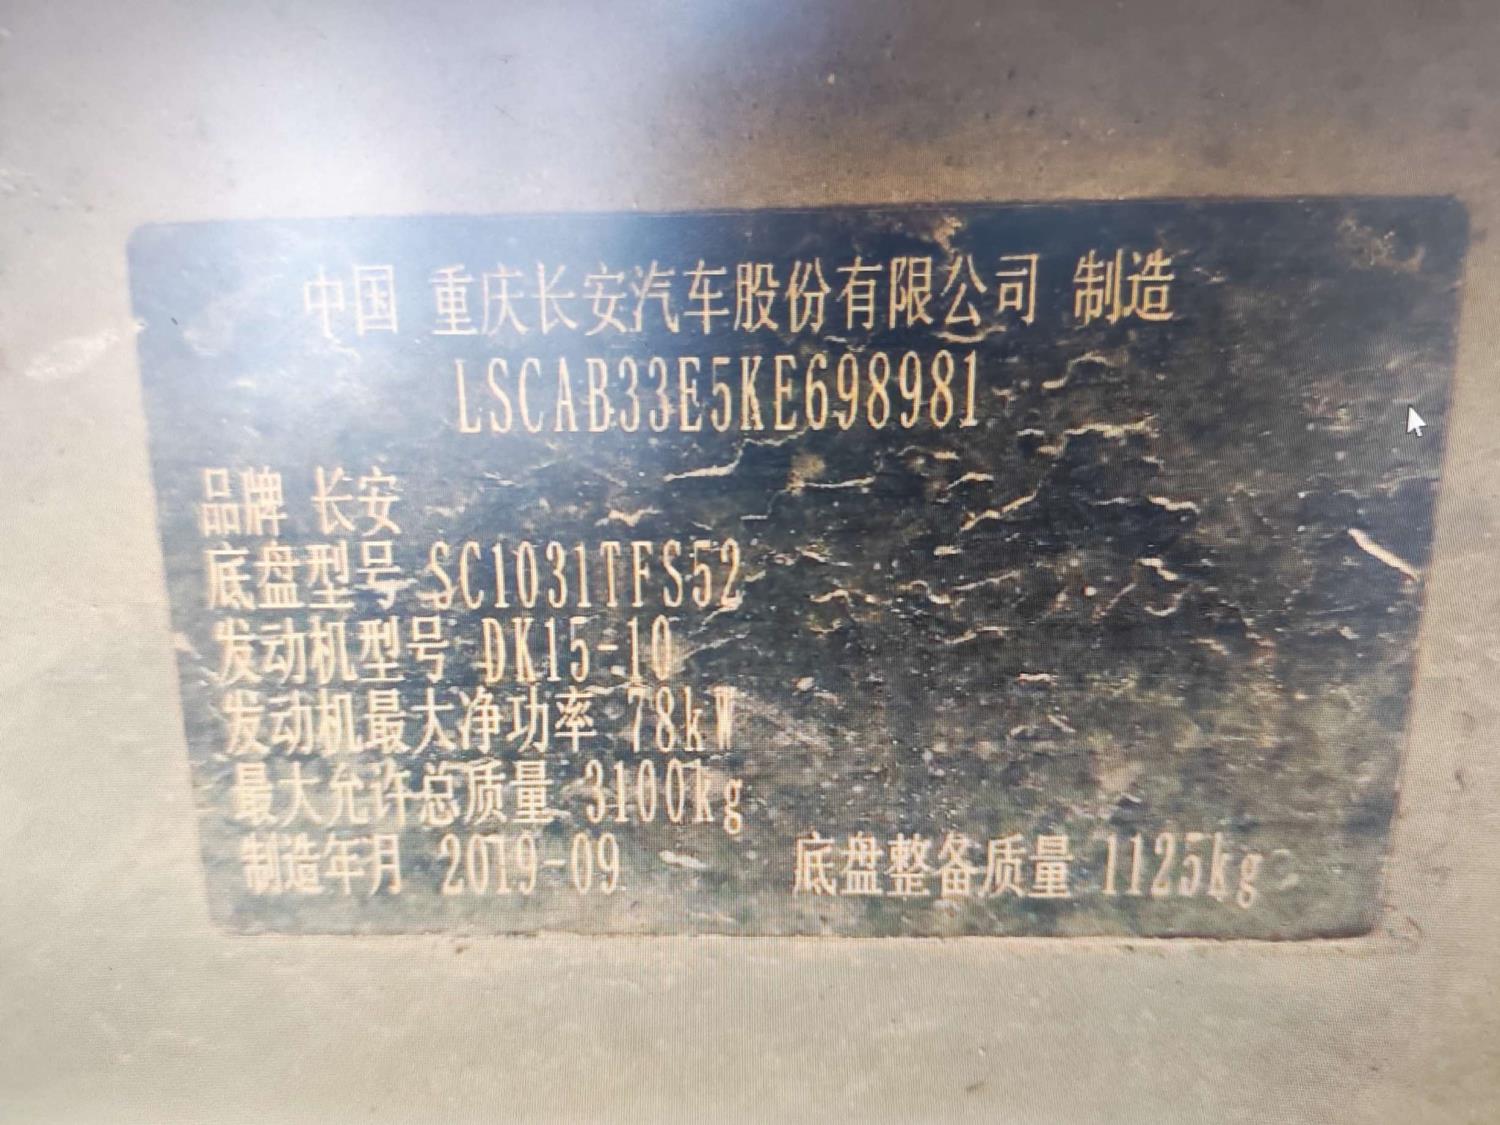 中国 重庆长安汽车股份有限公司 制造
LSCAB33E5KE698981
品牌 长安
底盘型号 SC1031TFS52
发动机型号 DK15-10
发动机最大净功率 78kW
最大允许总质量 3100kg
制造年月 2019-09 底盘整备质量 1125kg